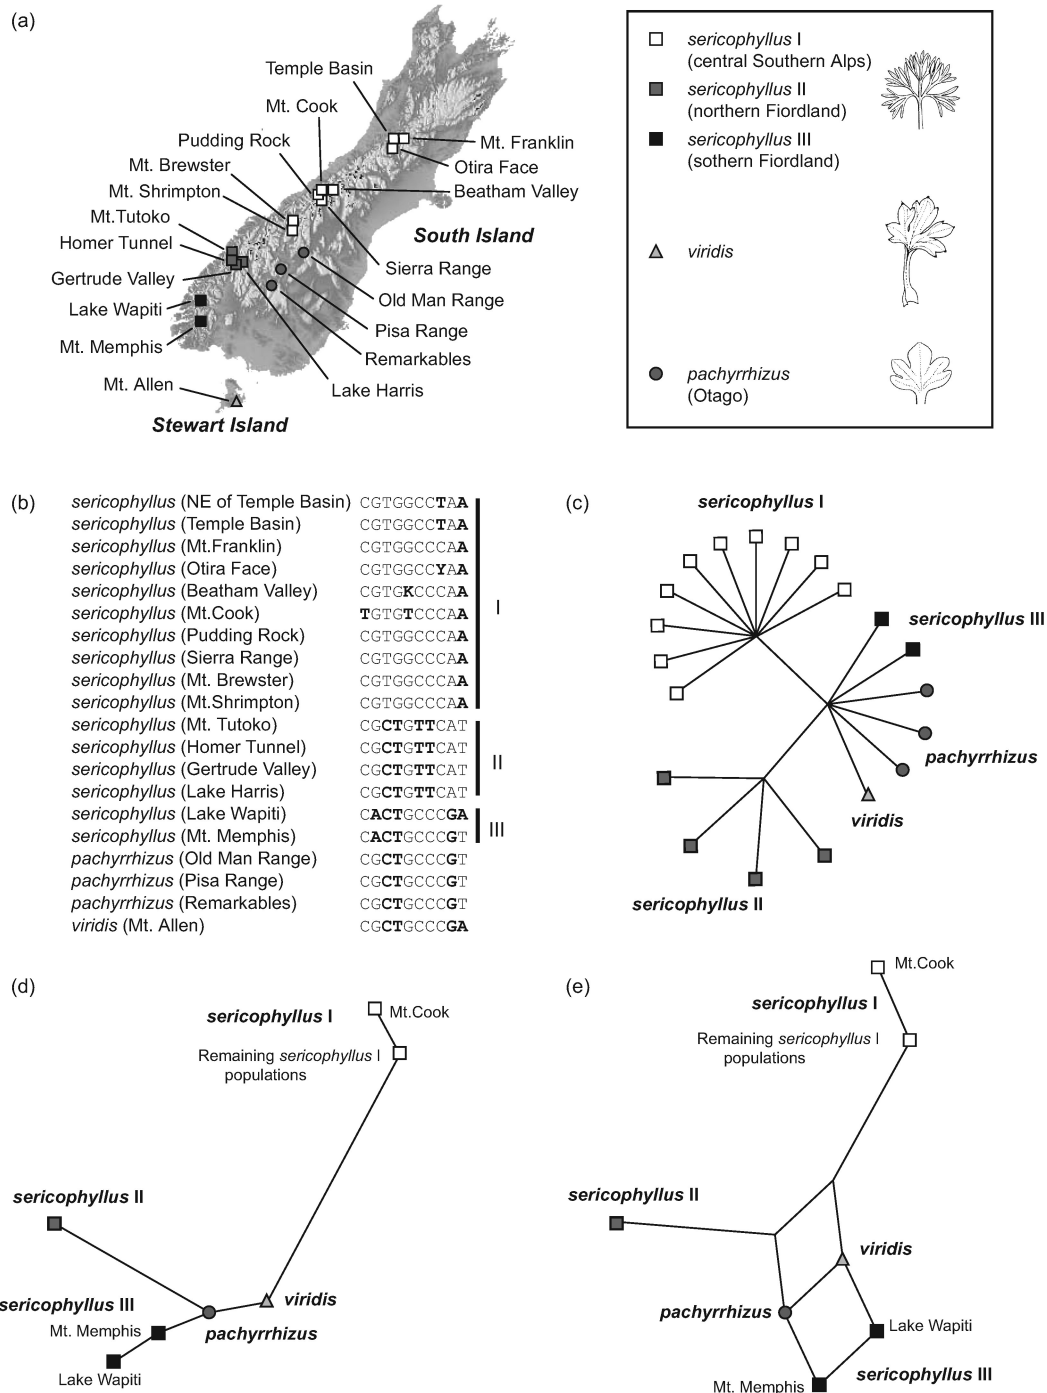 (a)
Temple Basin
Mt. Cook
Pudding Rock
Mt. Brewster
Mt. Shrimpton
Mt.Tutoko
Homer Tunnel
Gertrude Valley
Lake Wapiti
Mt. Memphis
Mt. Allen
Stewart Island
Mt. Franklin
Otira Face
Beatham Valley
South Island
Sierra Range
Old Man Range
Pisa Range
Remarkables
Lake Harris
sericophyllus I
(central Southern Alps)
sericophyllus II
(northern Fiordland)
sericophyllus III
(sothern Fiordland)
viridis
pachyrrhizus
(Otago)
(b)
sericophyllus (NE of Temple Basin) CGTGGCCTAA
sericophyllus (Temple Basin) CGTGGCCTAA
sericophyllus (Mt.Franklin) CGTGGCCCAA
sericophyllus (Otira Face) CGTGGCCYAA
sericophyllus (Beatham Valley) CGTGKCCCAA
sericophyllus (Mt.Cook) TGTGTCCCAA
sericophyllus (Pudding Rock) CGTGGCCCAA
sericophyllus (Sierra Range) CGTGGCCCAA
sericophyllus (Mt. Brewster) CGTGGCCCAA
sericophyllus (Mt.Shrimpton) CGTGGCCCAA
sericophyllus (Mt. Tutoko) CGCTGTTCAT
sericophyllus (Homer Tunnel) CGCTGTTCAT
sericophyllus (Gertrude Valley) CGCTGTTCAT
sericophyllus (Lake Harris) CGCTGTTCAT
sericophyllus (Lake Wapiti) CACTGCCCGA
sericophyllus (Mt. Memphis) CACTGCCCGT
pachyrrhizus (Old Man Range) CGCTGCCCGT
pachyrrhizus (Pisa Range) CGCTGCCCGT
pachyrrhizus (Remarkables) CGCTGCCCGT
viridis (Mt. Allen) CGCTGCCCGA
I
II
III
(c)
sericophyllus I
sericophyllus III
pachyrrhizus
viridis
sericophyllus II
(d)
sericophyllus I
Mt.Cook
Remaining sericophyllus I
populations
sericophyllus II
sericophyllus III
viridis
Mt. Memphis
pachyrrhizus
Lake Wapiti
(e)
Mt.Cook
sericophyllus I
Remaining sericophyllus I
populations
sericophyllus II
viridis
pachyrrhizus
Lake Wapiti
sericophyllus III
Mt. Memphis